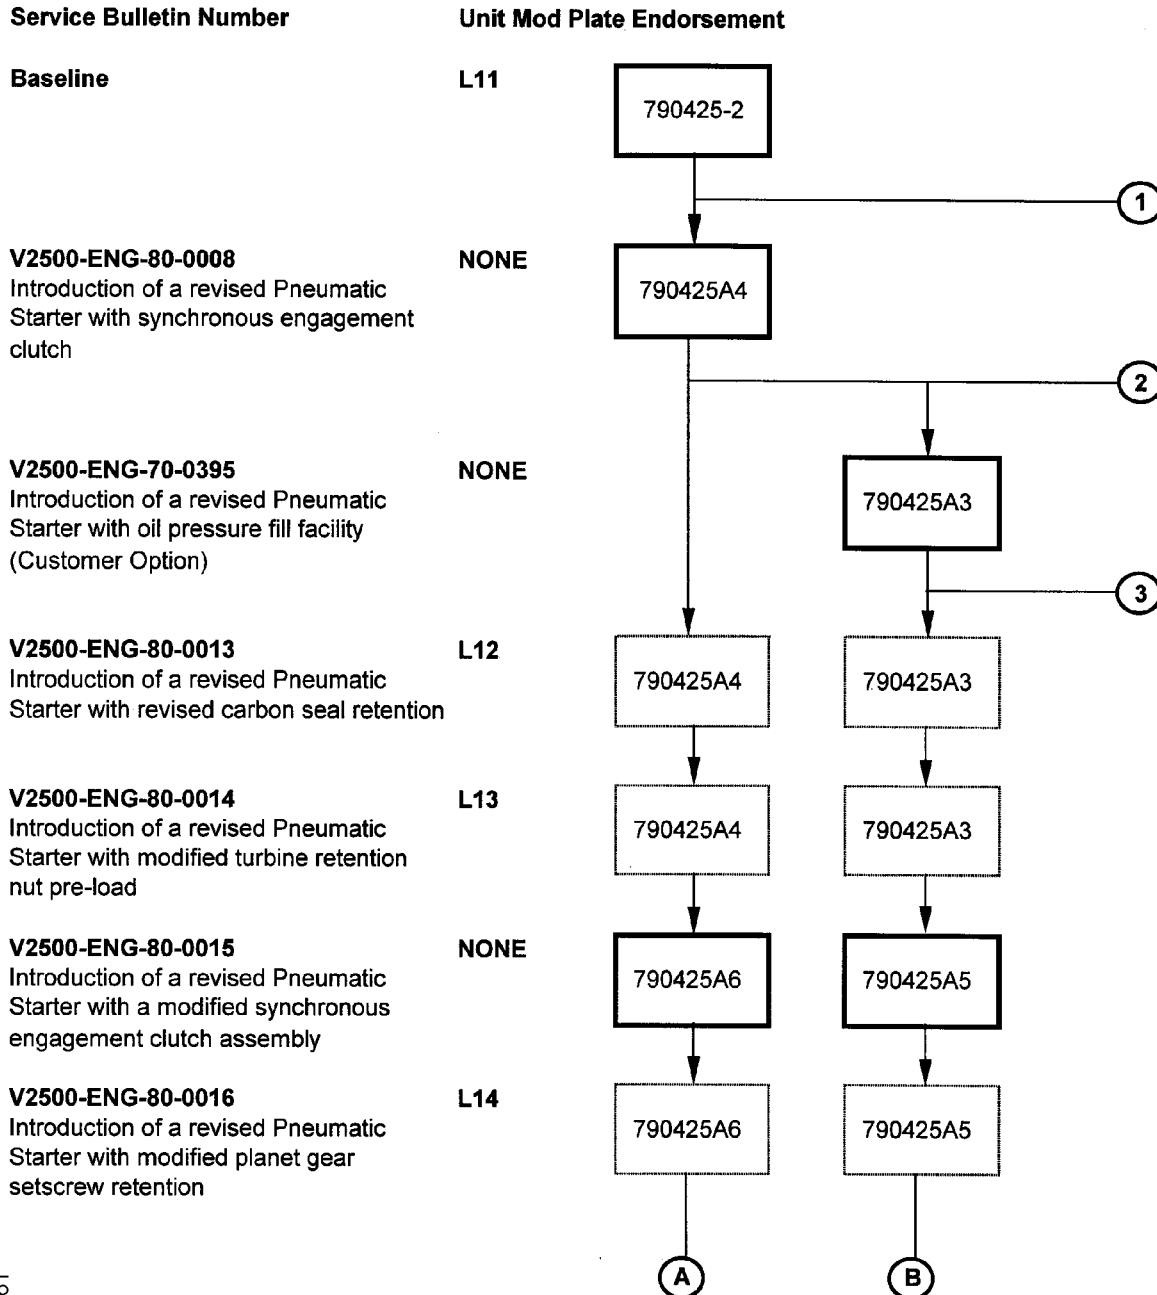 Service Bulletin Number Unit Mod Plate Endorsement
Baseline L11
790425-2
1
V2500-ENG-80-0008 NONE
Introduction of a revised Pneumatic
Starter with synchronous engagement
clutch
790425A4
2
V2500-ENG-70-0395 NONE
Introduction of a revised Pneumatic
Starter with oil pressure fill facility
(Customer Option)
790425A3
3
V2500-ENG-80-0013 L12
Introduction of a revised Pneumatic
Starter with revised carbon seal retention
790425A4 790425A3
V2500-ENG-80-0014 L13
Introduction of a revised Pneumatic
Starter with modified turbine retention
nut pre-load
790425A4 790425A3
V2500-ENG-80-0015 NONE
Introduction of a revised Pneumatic
Starter with a modified synchronous
engagement clutch assembly
790425A6 790425A5
V2500-ENG-80-0016 L14
Introduction of a revised Pneumatic
Starter with modified planet gear
setscrew retention
790425A6 790425A5
A B